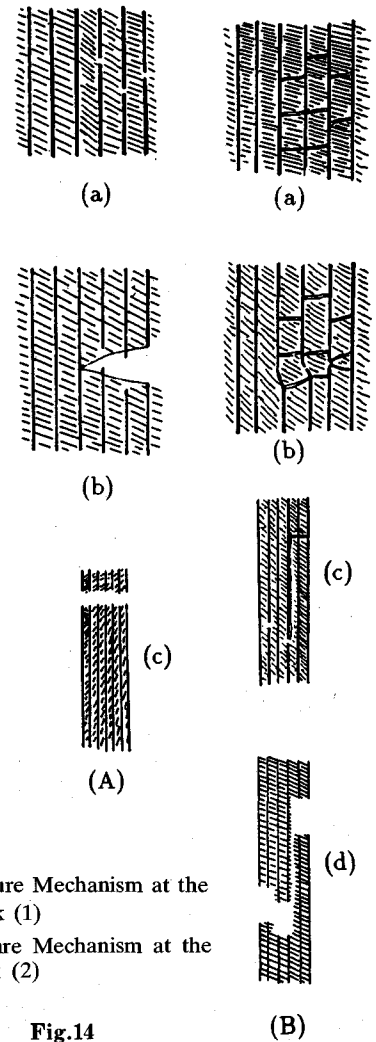 (a)
(a)
(b)
(b)
(c)
(c)
(A)
(d)
ure Mechanism at the
(1)
ure Mechanism at the
(2)
Fig.14
(B)